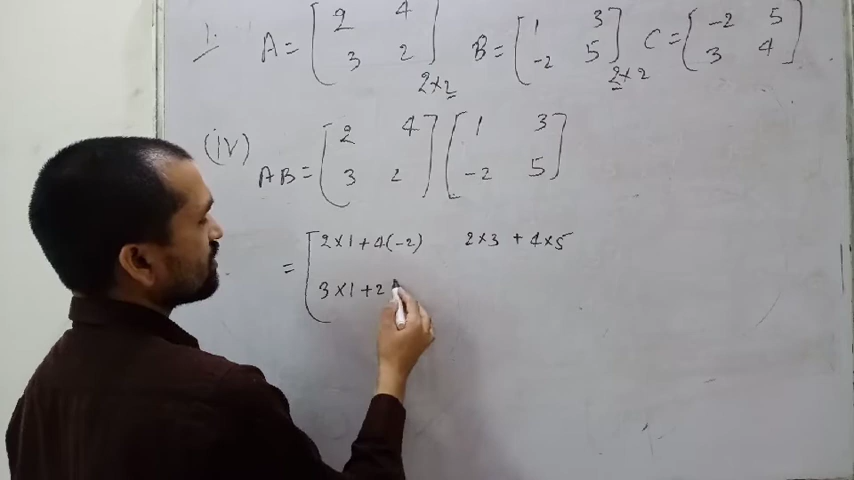 1. A = [2 4 B = [1 3] C = [-2 5
3 2] -2 5] 3 4]
2×2 2×2
(iv) AB = [2 4] [1 3]
3 2 -2 5
= [2×1+4(-2) 2×3 + 4×5
3×1+2